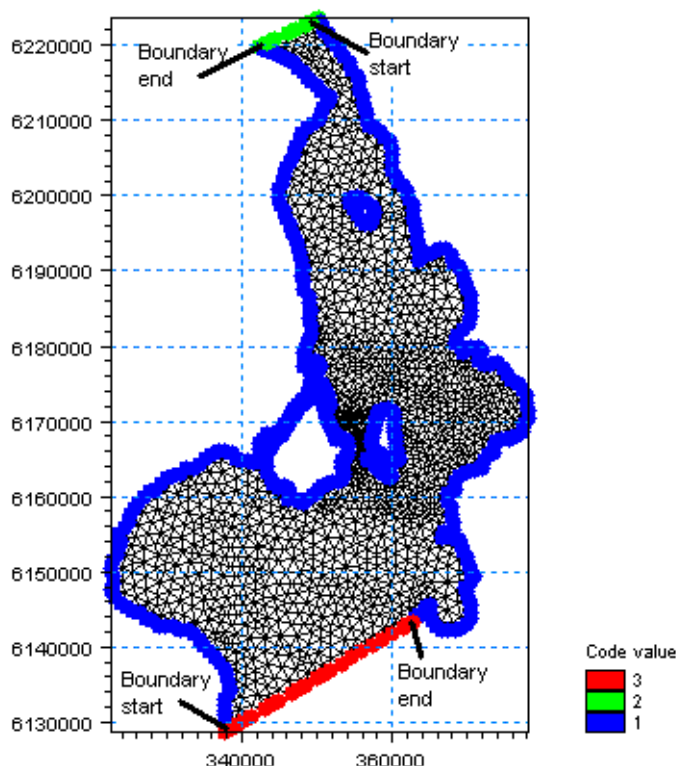 6220000
Boundary
end
Boundary
start
6210000
6200000
6190000
6180000
6170000
6160000
6150000
6140000
6130000
Boundary
start
Boundary
end
340000
360000
Code value
3
2
1